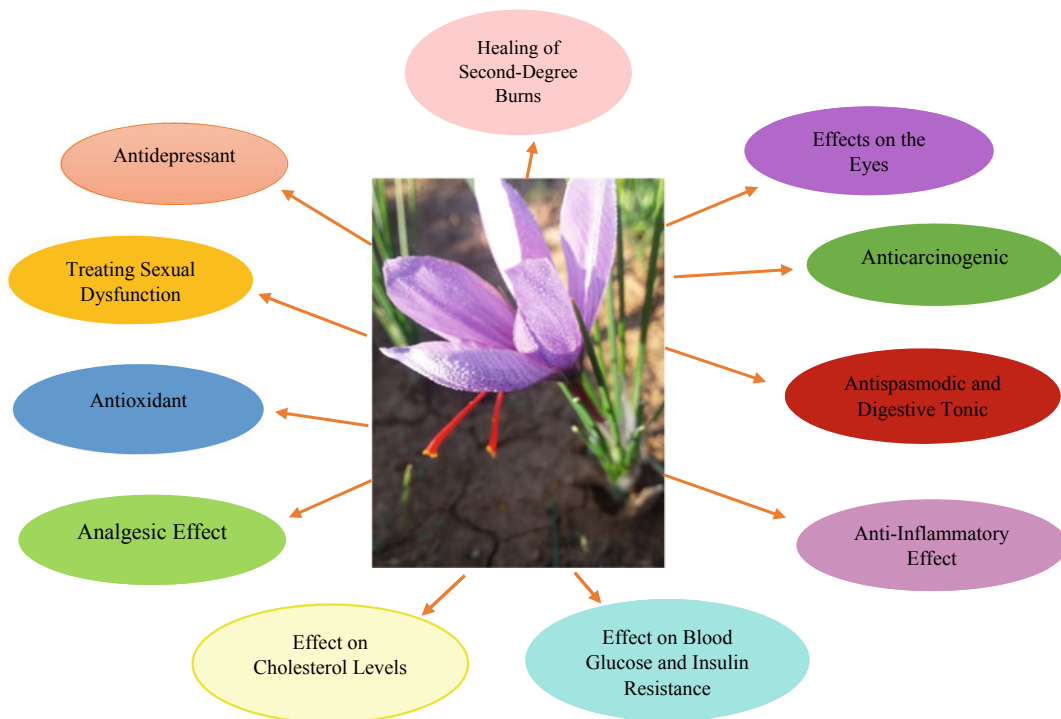 Healing of
Second-Degree
Burns
Antidepressant
Effects on the
Eyes
Treating Sexual
Dysfunction
Anticarcinogenic
Antioxidant
Antispasmodic and
Digestive Tonic
Analgesic Effect
Anti-Inflammatory
Effect
Effect on
Cholesterol Levels
Effect on Blood
Glucose and Insulin
Resistance